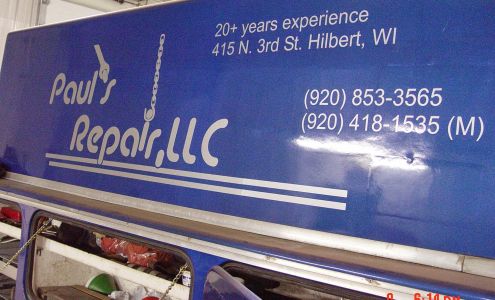 20+ years experience
415 N. 3rd St. Hilbert, WI
Paul's
Repair, LLC
(920) 853-3565
(920) 418-1535 (M)